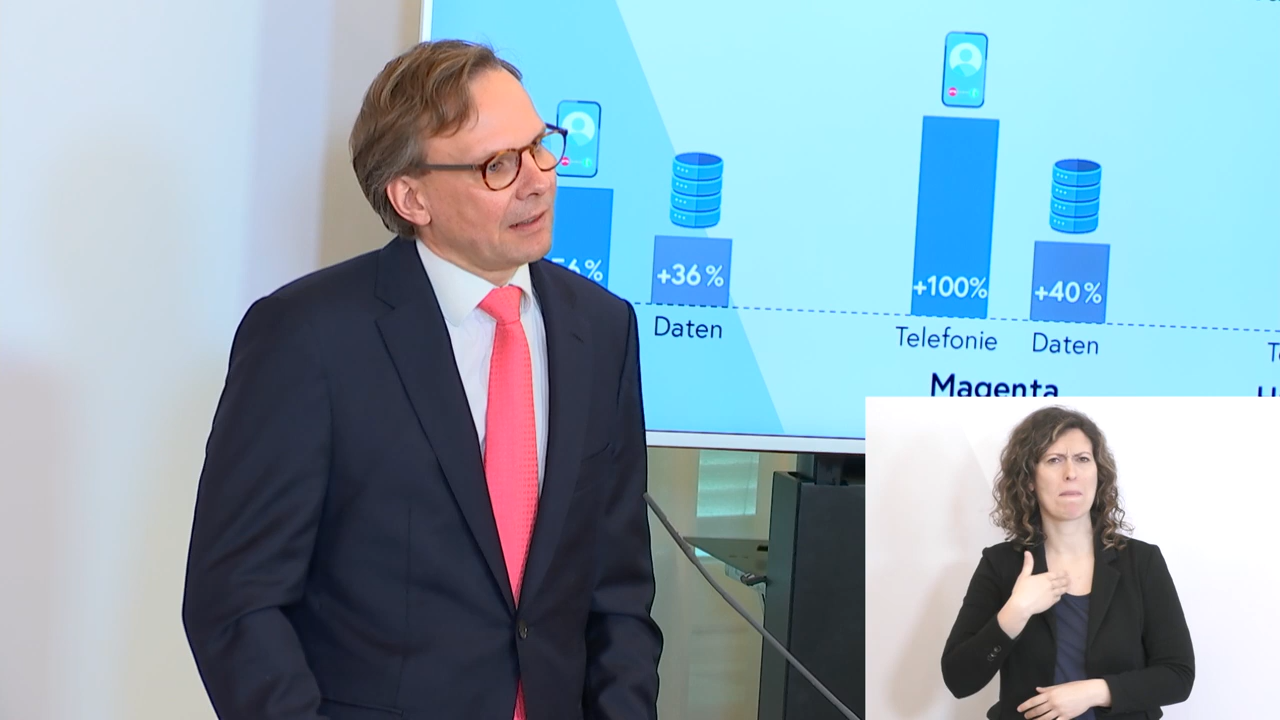 +36%
+100%
+40%
Daten
Telefonie
Daten
Magenta